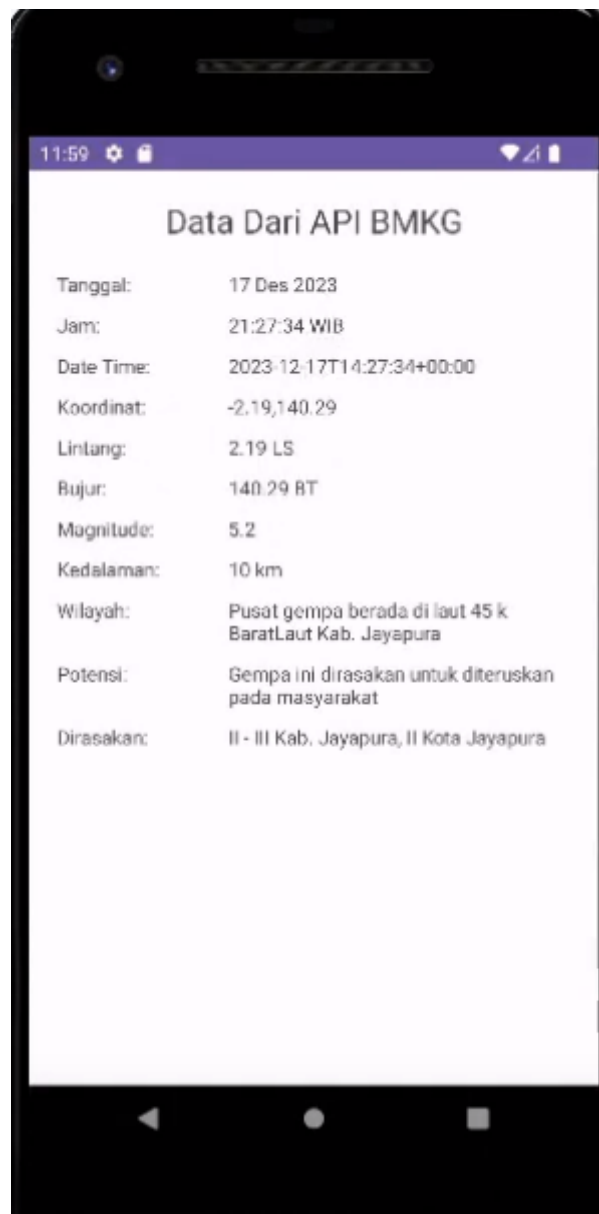 11:59
Data Dari API BMKG
Tanggal: 17 Des 2023
Jam: 21:27:34 WIB
Date Time: 2023-12-17T14:27:34+00:00
Koordinat: -2.19,140.29
Lintang: 2.19 LS
Bujur: 140.29 BT
Magnitude: 5.2
Kedalaman: 10 km
Wilayah: Pusat gempa berada di laut 45 k
BaratLaut Kab. Jayapura
Potensi: Gempa ini dirasakan untuk diteruskan
pada masyarakat
Dirasakan: II - III Kab. Jayapura, II Kota Jayapura